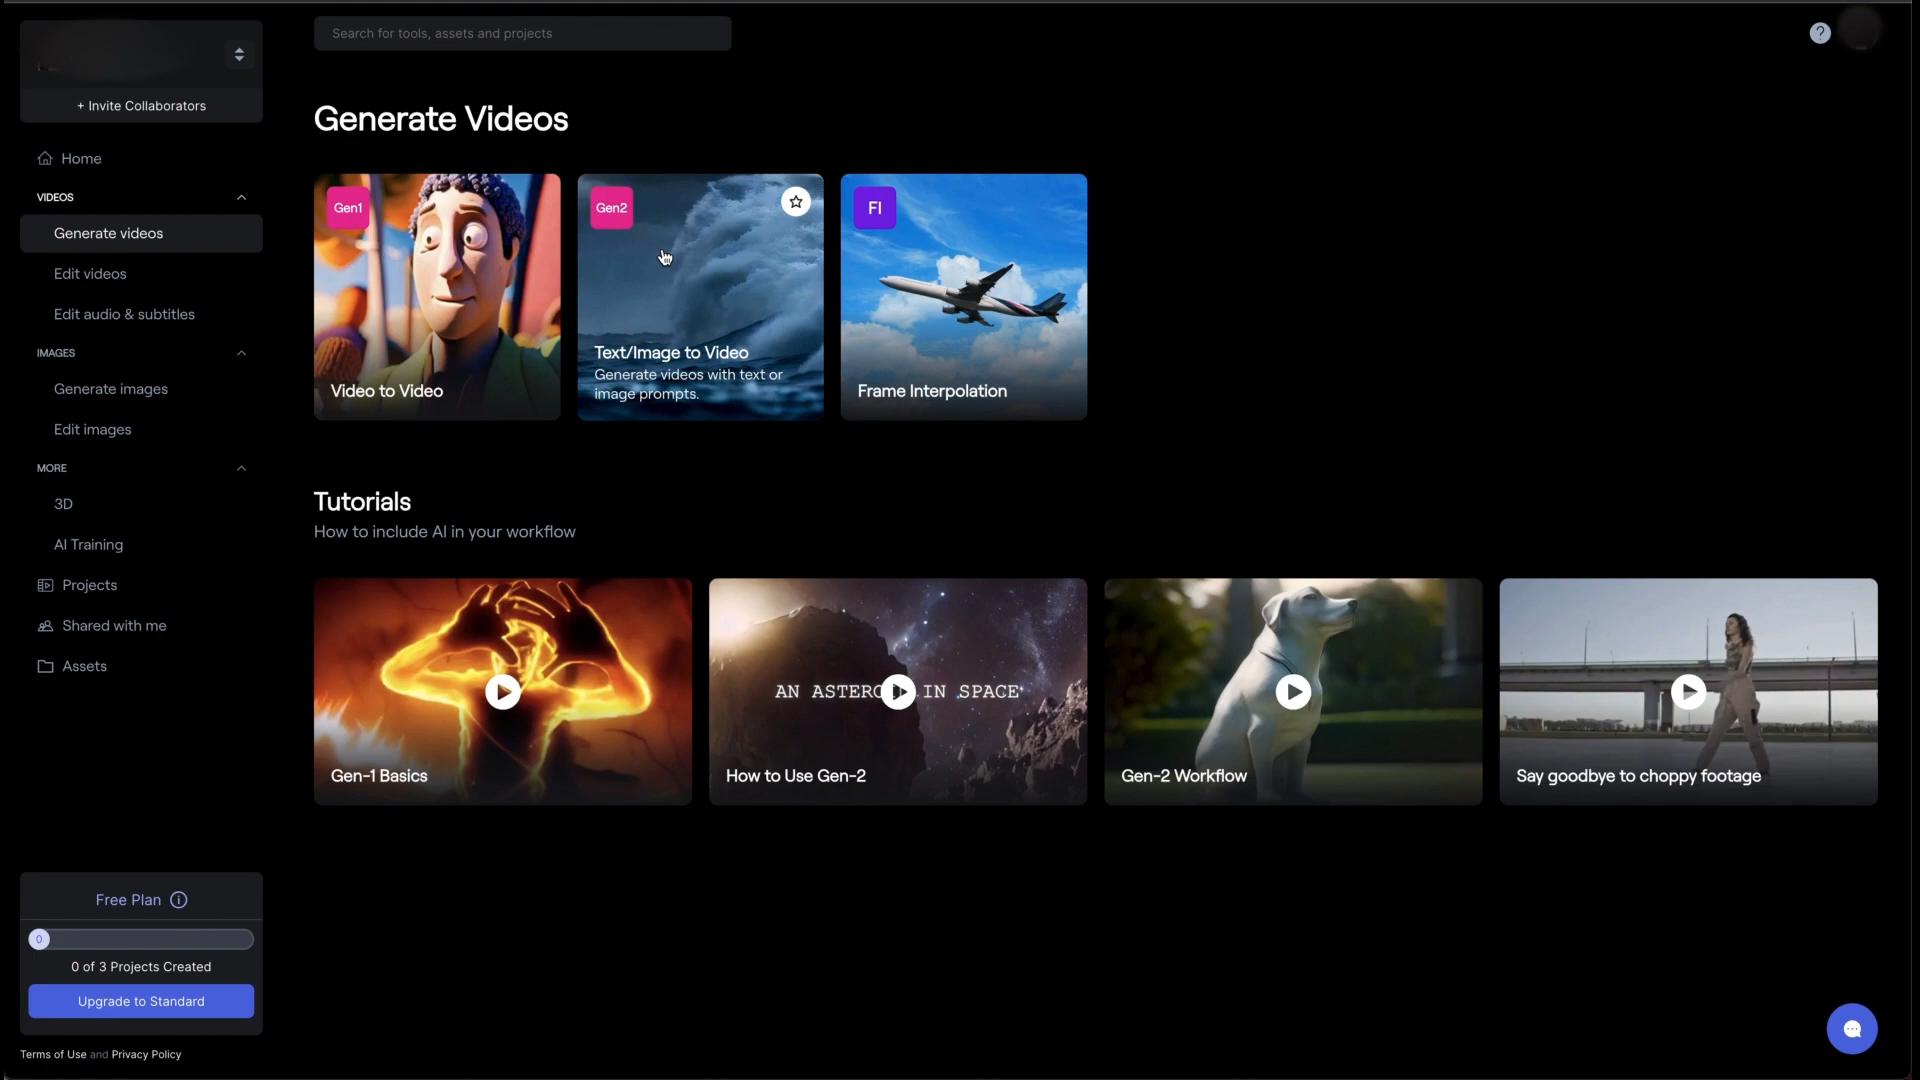 Search for tools, assets and projects
?
+ Invite Collaborators
Home
VIDEOS
Generate videos
Edit videos
Edit audio & subtitles
IMAGES
Generate images
Edit images
MORE
3D
AI Training
Projects
Shared with me
Assets
Free Plan
0
0 of 3 Projects Created
Upgrade to Standard
Terms of Use and Privacy Policy
Generate Videos
Gen1
Video to Video
Gen2
Text/Image to Video
Generate videos with text or
image prompts.
FI
Frame Interpolation
Tutorials
How to include AI in your workflow
Gen-1 Basics
IN SPACE
How to Use Gen-2
Gen-2 Workflow
Say goodbye to choppy footage